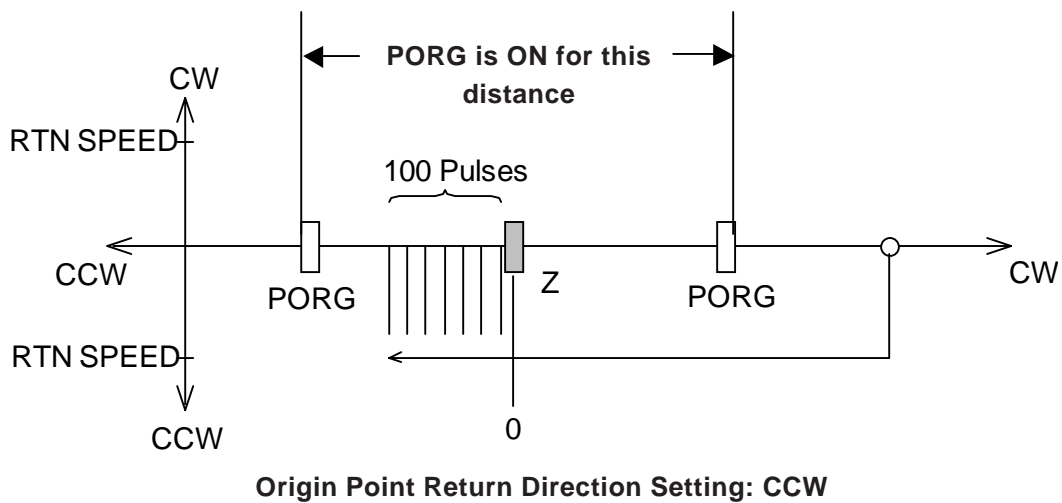 PORG is ON for this
distance
CW
RTN SPEED
100 Pulses
CCW
PORG
Z
PORG
CW
RTN SPEED
CCW
0
Origin Point Return Direction Setting: CCW